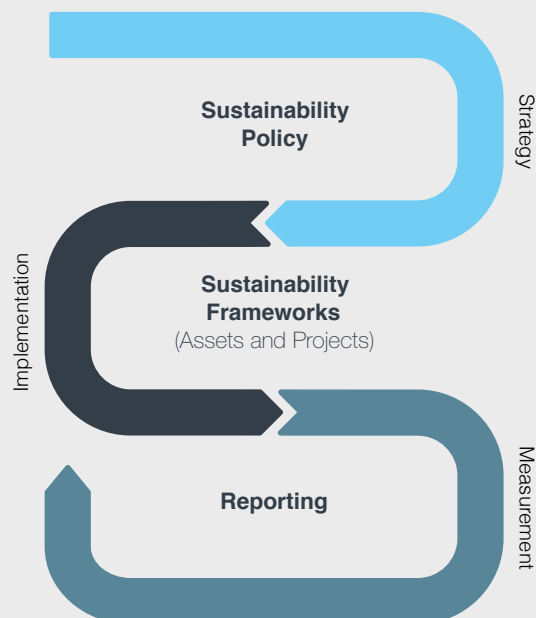 Sustainability
Policy
Strategy
Implementation
Sustainability
Frameworks
(Assets and Projects)
Reporting
Measurement